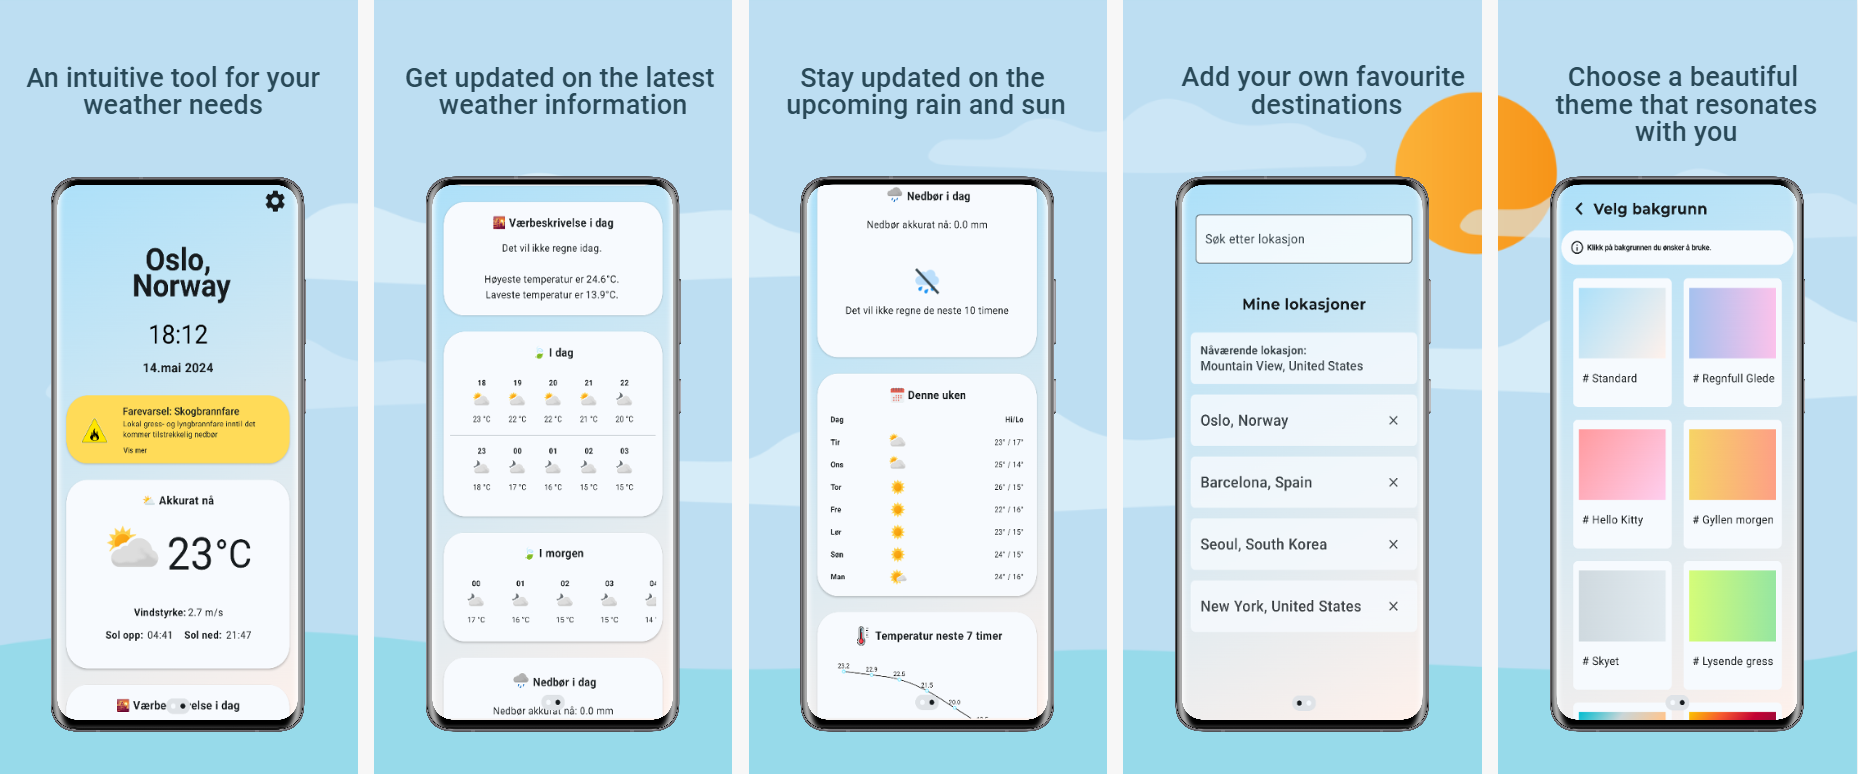 An intuitive tool for your
weather needs
Oslo,
Norway
18:12
14.mai 2024
Farevarsel: Skogbrannfare
Lokal gress- og lyngbrannfare inntil det
kommer tilstrekkelig nedbør
Vis mer
Akkurat nå
23°C
Vindstyrke: 2.7 m/s
Sol opp: 04:41 Sol ned: 21:47
Get updated on the latest
weather information
Værbeskrivelse i dag
Det vil ikke regne idag.
Høyeste temperatur er 24.6°C.
Laveste temperatur er 13.9°C.
I dag
18 19 20 21 22
23 °C 22 °C 22 °C 21 °C 20 °C
23 00 01 02 03
18 °C 17 °C 16 °C 15 °C 15 °C
I morgen
00 01 02 03 04
17 °C 16 °C 15 °C 15 °C 14
Nedbør i dag
Nedbør akkurat nå: 0.0 mm
Stay updated on the
upcoming rain and sun
Nedbør i dag
Nedbør akkurat nå: 0.0 mm
Det vil ikke regne de neste 10 timene
Denne uken
Dag Hi/Lo
Tir 23° / 17°
Ons 25° / 14°
Tor 26° / 15°
Fre 22° / 16°
Lør 23° / 15°
Søn 24° / 15°
Man 24° / 16°
Temperatur neste 7 timer
23.2 22.9 22.6 21.5 20.0
Add your own favourite
destinations
Søk etter lokasjon
Mine lokasjoner
Nåværende lokasjon:
Mountain View, United States
Oslo, Norway
Barcelona, Spain
Seoul, South Korea
New York, United States
Choose a beautiful
theme that resonates
with you
Velg bakgrunn
Klikk på bakgrunnen du ønsker å bruke.
# Standard # Regnfull Glede
# Hello Kitty # Gyllen morgen
# Skyet # Lysende gress